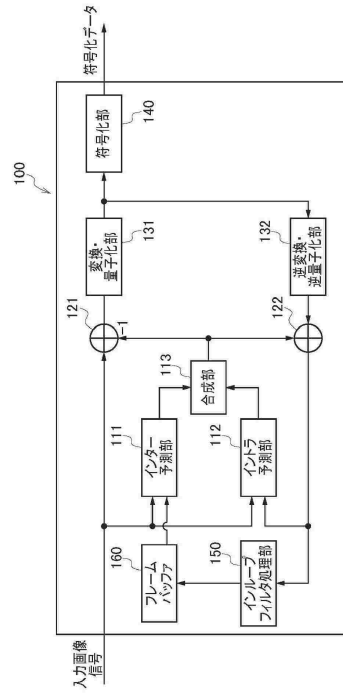 100
入力画像
信号
フレーム
バッファ
160
インター
予測部
111
イントラ
予測部
112
インループ
フィルタ処理部
150
合成部
113
121
-1
122
変換・
量子化部
131
逆変換・
逆量子化部
132
符号化部
140
符号化データ